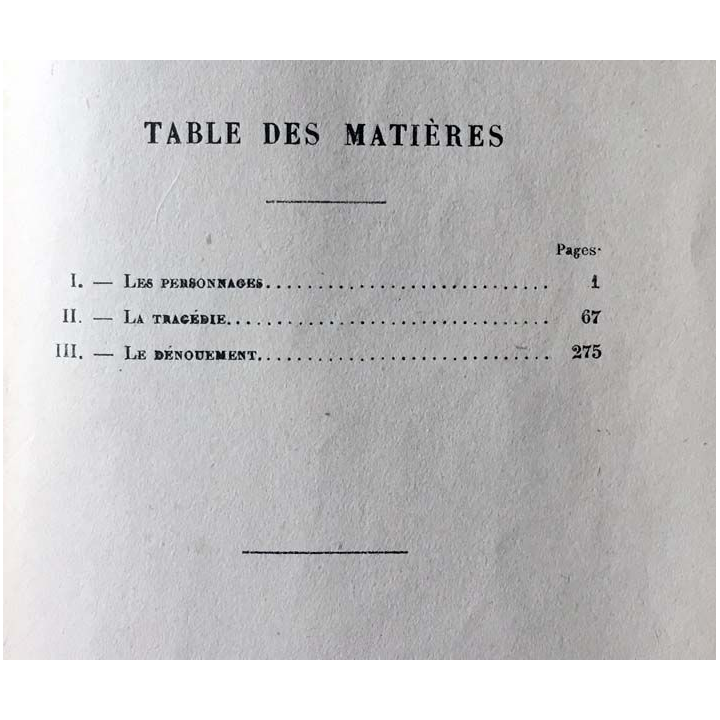 TABLE DES MATIÈRES
Pages.
I. — LES PERSONNAGES.............................. 1
II. — LA TRAGÉDIE.................................. 67
III. — LE DÉNOUEMENT.............................. 275